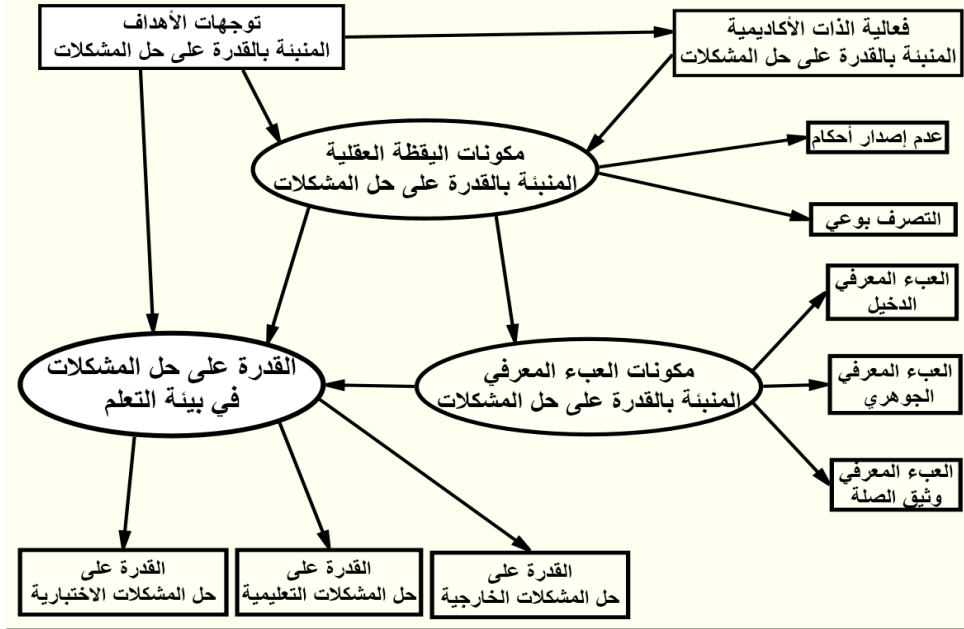 توجهات الأهداف
المنبئة بالقدرة على حل المشكلات
فعالية الذات الأكاديمية
المنبئة بالقدرة على حل المشكلات
مكونات اليقظة العقلية
المنبئة بالقدرة على حل المشكلات
عدم إصدار أحكام
التصرف بوعي
العبء المعرفي
الدخيل
العبء المعرفي
الجوهري
العبء المعرفي
وثيق الصلة
مكونات العبء المعرفي
المنبئة بالقدرة على حل المشكلات
القدرة على حل المشكلات
في بيئة التعلم
القدرة على
حل المشكلات الخارجية
القدرة على
حل المشكلات التعليمية
القدرة على
حل المشكلات الاختبارية